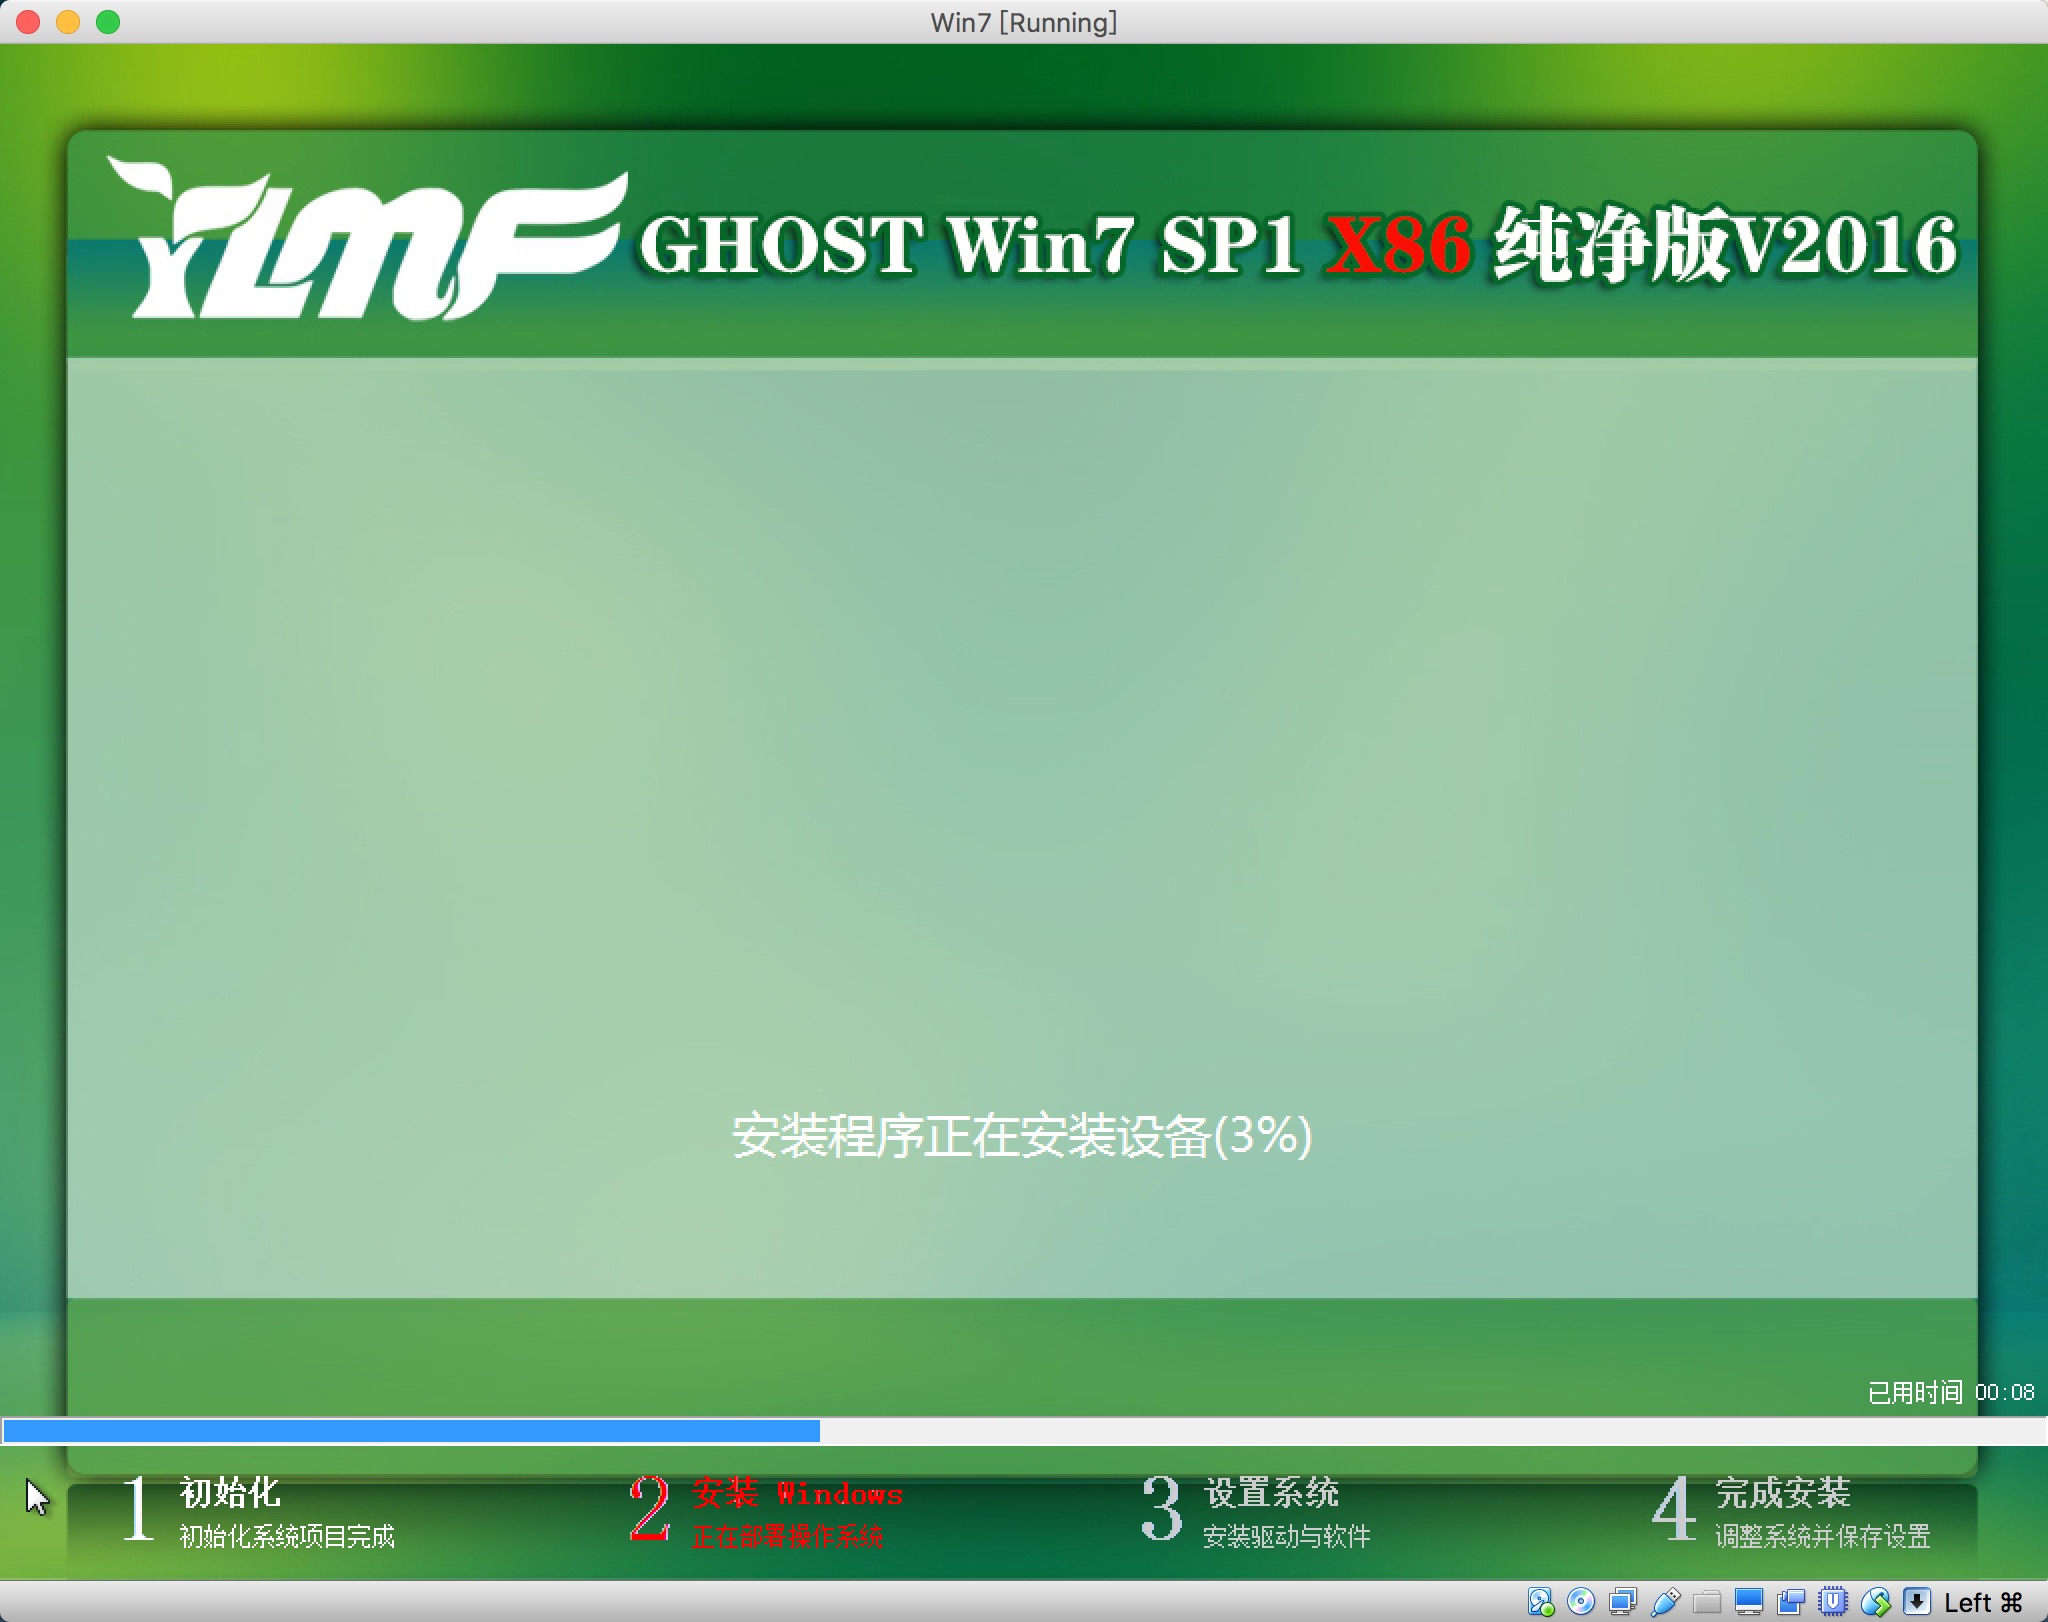 Win7 [Running]
YLMF GHOST Win7 SP1 X86 纯净版V2016
安装程序正在安装设备(3%)
已用时间 00:08
1 初始化
初始化系统项目完成
2 安装 Windows
正在部署操作系统
3 设置系统
安装驱动与软件
4 完成安装
调整系统并保存设置
Left ⌘